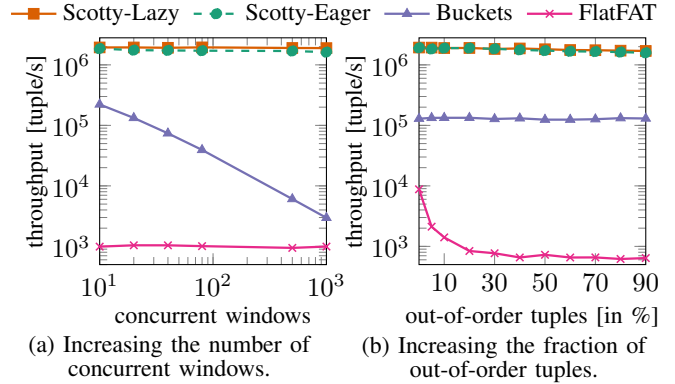 Scotty-Lazy Scotty-Eager Buckets FlatFAT
throughput [tuple/s]
10^6
10^5
10^4
10^3
10^1 10^2 10^3
concurrent windows
(a) Increasing the number of
concurrent windows.
throughput [tuple/s]
10^6
10^5
10^4
10^3
10 30 50 70 90
out-of-order tuples [in %]
(b) Increasing the fraction of
out-of-order tuples.